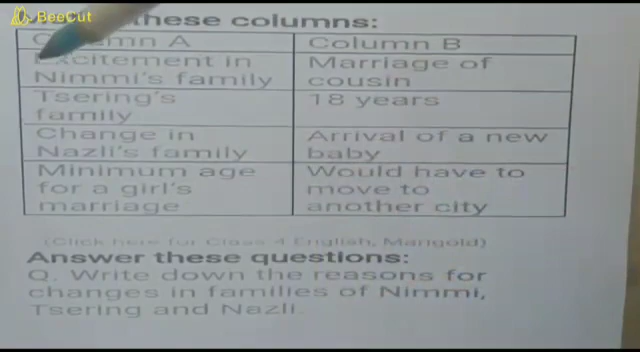 BeeCut
these columns:
Column A
Column B
Excitement in
Nimmi's family
Marriage of
cousin
Tsering's
family
18 years
Change in
Nazli's family
Arrival of a new
baby
Minimum age
for a girl's
marriage
Would have to
move to
another city
(Click here for Class 4 English, Marigold)
Answer these questions:
Q. Write down the reasons for
changes in families of Nimmi,
Tsering and Nazli.